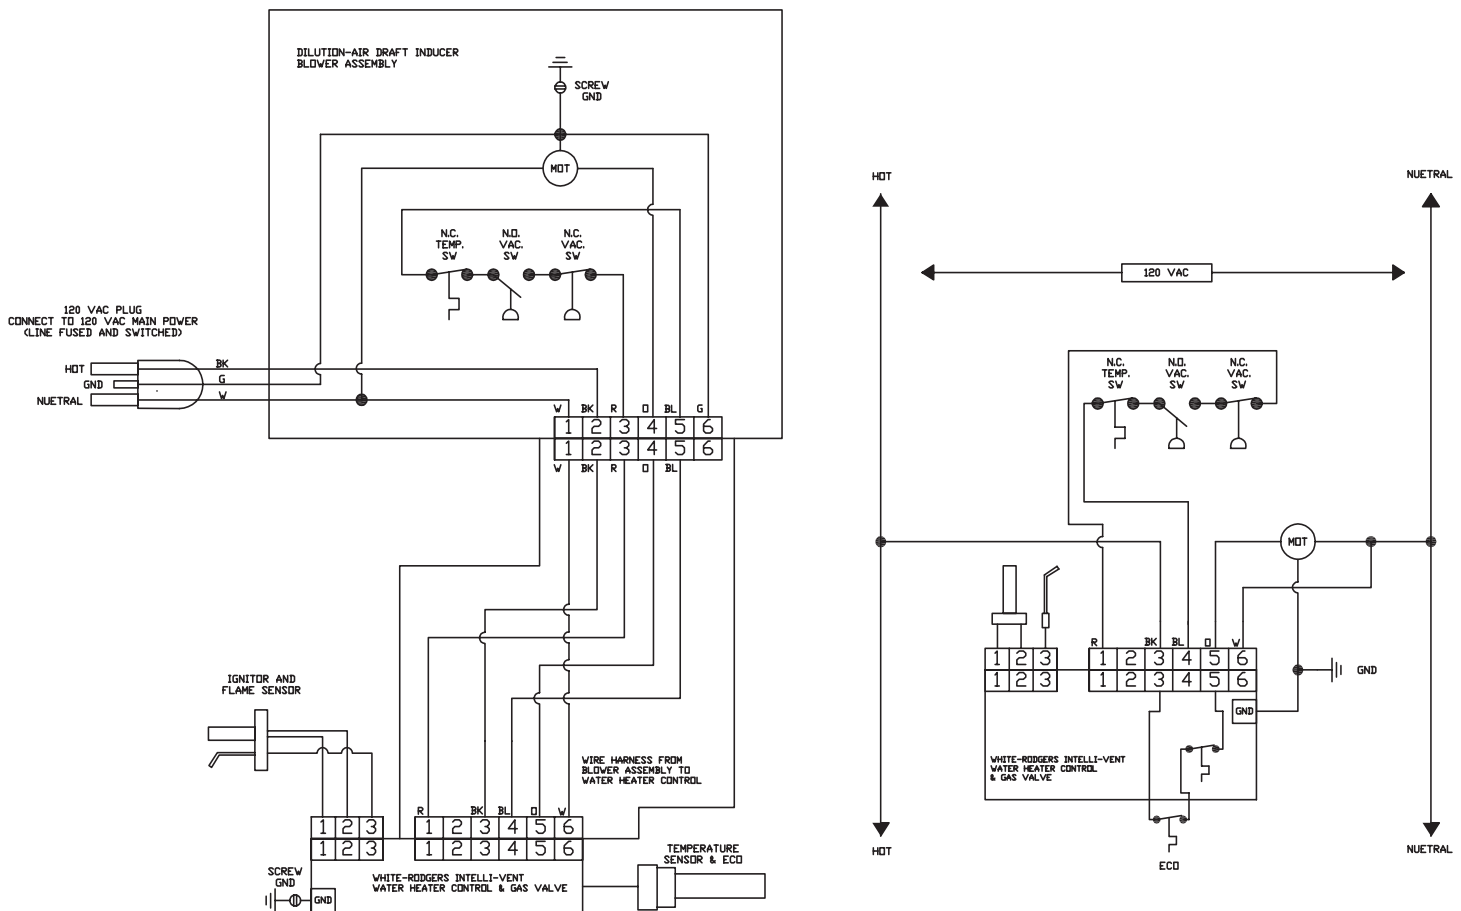 DILUTION-AIR DRAFT INDUCER
BLOWER ASSEMBLY
SCREW
GND
MOT
N.C.
TEMP.
SW
N.O.
VAC.
SW
N.C.
VAC.
SW
120 VAC PLUG
CONNECT TO 120 VAC MAIN POWER
(LINE FUSED AND SWITCHED)
HOT
GND
NUETRAL
BK
G
W
W BK R O BL G
1 2 3 4 5 6
1 2 3 4 5 6
W BK R O BL
IGNITOR AND
FLAME SENSOR
WIRE HARNESS FROM
BLOWER ASSEMBLY TO
WATER HEATER CONTROL
R BK BL O W
1 2 3
1 2 3
1 2 3 4 5 6
1 2 3 4 5 6
SCREW
GND
GND
WHITE-RODGERS INTELLI-VENT
WATER HEATER CONTROL & GAS VALVE
TEMPERATURE
SENSOR & ECO
HOT
NUETRAL
120 VAC
N.C.
TEMP.
SW
N.O.
VAC.
SW
N.C.
VAC.
SW
MOT
R BK BL O W
1 2 3
1 2 3
1 2 3 4 5 6
1 2 3 4 5 6
GND
GND
WHITE-RODGERS INTELLI-VENT
WATER HEATER CONTROL
& GAS VALVE
ECO
HOT
NUETRAL